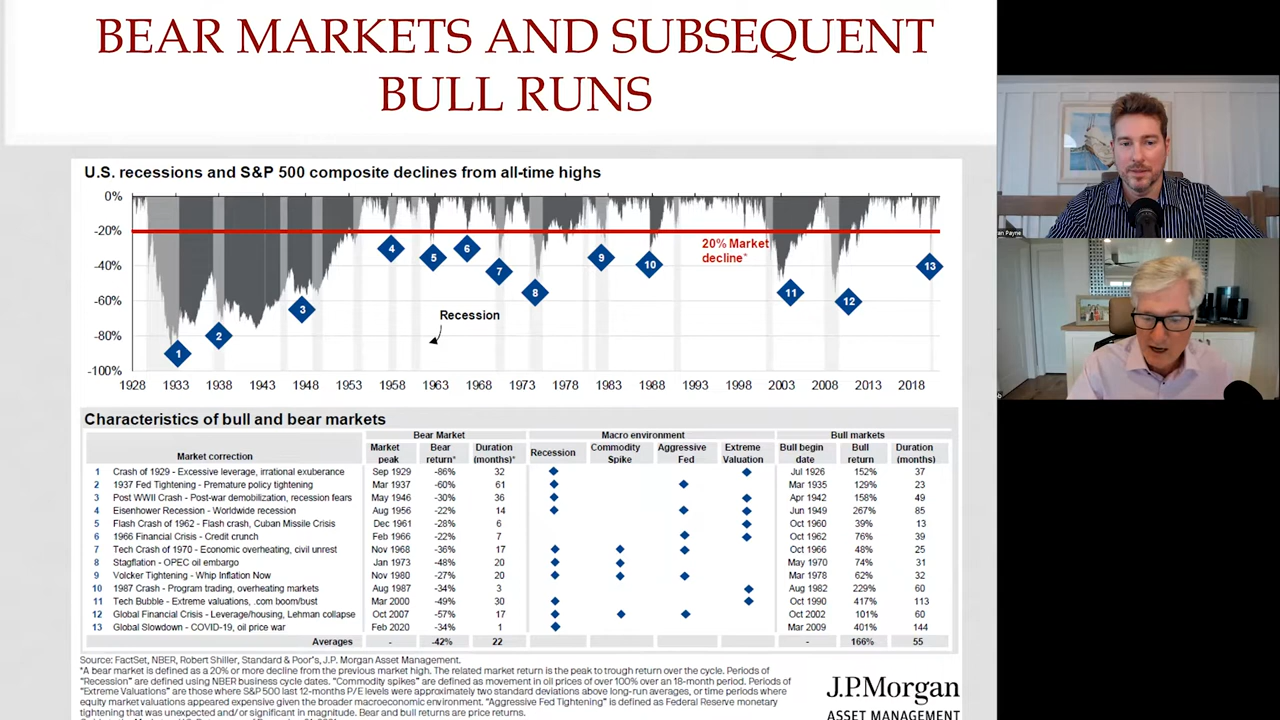 BEAR MARKETS AND SUBSEQUENT
BULL RUNS
U.S. recessions and S&P 500 composite declines from all-time highs
0%
-20%
-40%
-60%
-80%
-100%
1 2 3 4 5 6 7 8 9 10 11 12 13
20% Market
decline*
Recession
1928 1933 1938 1943 1948 1953 1958 1963 1968 1973 1978 1983 1988 1993 1998 2003 2008 2013 2018
Characteristics of bull and bear markets
Bear Market Macro environment Bull markets
Market correction Market peak Bear return* Duration (months)* Recession Commodity Spike Aggressive Fed Extreme Valuation Bull begin date Bull return Duration (months)
1 Crash of 1929 - Excessive leverage, irrational exuberance Sep 1929 -86% 32 Jul 1926 152% 37
2 1937 Fed Tightening - Premature policy tightening Mar 1937 -60% 61 Mar 1935 129% 23
3 Post WWII Crash - Post-war demobilization, recession fears May 1946 -30% 36 Apr 1942 158% 49
4 Eisenhower Recession - Worldwide recession Aug 1956 -22% 14 Jun 1949 267% 85
5 Flash Crash of 1962 - Flash crash, Cuban Missile Crisis Dec 1961 -28% 6 Oct 1960 39% 13
6 1966 Financial Crisis - Credit crunch Feb 1966 -22% 7 Oct 1962 76% 39
7 Tech Crash of 1970 - Economic overheating, civil unrest Nov 1968 -36% 17 Oct 1966 48% 25
8 Stagflation - OPEC oil embargo Jan 1973 -48% 20 May 1970 74% 31
9 Volcker Tightening - Whip Inflation Now Nov 1980 -27% 20 Mar 1978 62% 32
10 1987 Crash - Program trading, overheating markets Aug 1987 -34% 3 Aug 1982 229% 60
11 Tech Bubble - Extreme valuations, .com boom/bust Mar 2000 -49% 30 Oct 1990 417% 113
12 Global Financial Crisis - Leverage/housing, Lehman collapse Oct 2007 -57% 17 Oct 2002 101% 60
13 Global Slowdown - COVID-19, oil price war Feb 2020 -34% 1 Mar 2009 401% 144
Averages - -42% 22 - 166% 55
Source: FactSet, NBER, Robert Shiller, Standard & Poor's, J.P. Morgan Asset Management.
*A bear market is defined as a 20% or more decline from the previous market high. The related market return is the peak to trough return over the cycle. Periods of
"Recession" are defined using NBER business cycle dates. "Commodity spikes" are defined as movement in oil prices of over 100% over an 18-month period. Periods of
"Extreme Valuations" are those where S&P 500 last 12-months P/E levels were approximately two standard deviations above long-run averages, or time periods where
equity valuations appeared expensive given the broader macroeconomic environment. "Aggressive Fed Tightening" is defined as Federal Reserve monetary
tightening that was unexpected and/or significant in magnitude. Bear and bull returns are price returns.
J.P.Morgan
ASSET MANAGEMENT
an Payne